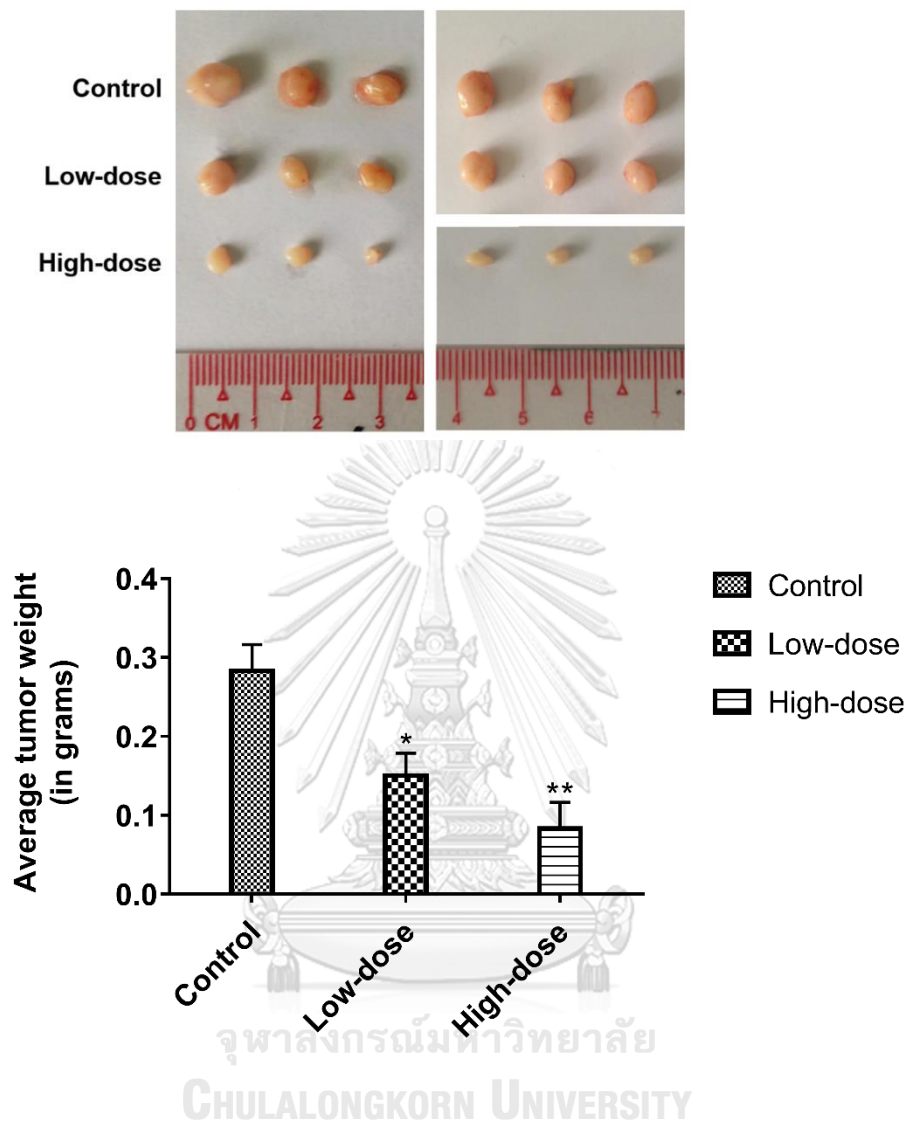 Control
Low-dose
High-dose
0 CM 1 2 3
4 5 6 7
Average tumor weight
(in grams)
0.4
0.3
0.2
0.1
0.0
*
**
Control
Low-dose
High-dose
Control
Low-dose
High-dose
จุฬาลงกรณ์มหาวิทยาลัย
CHULALONGKORN UNIVERSITY